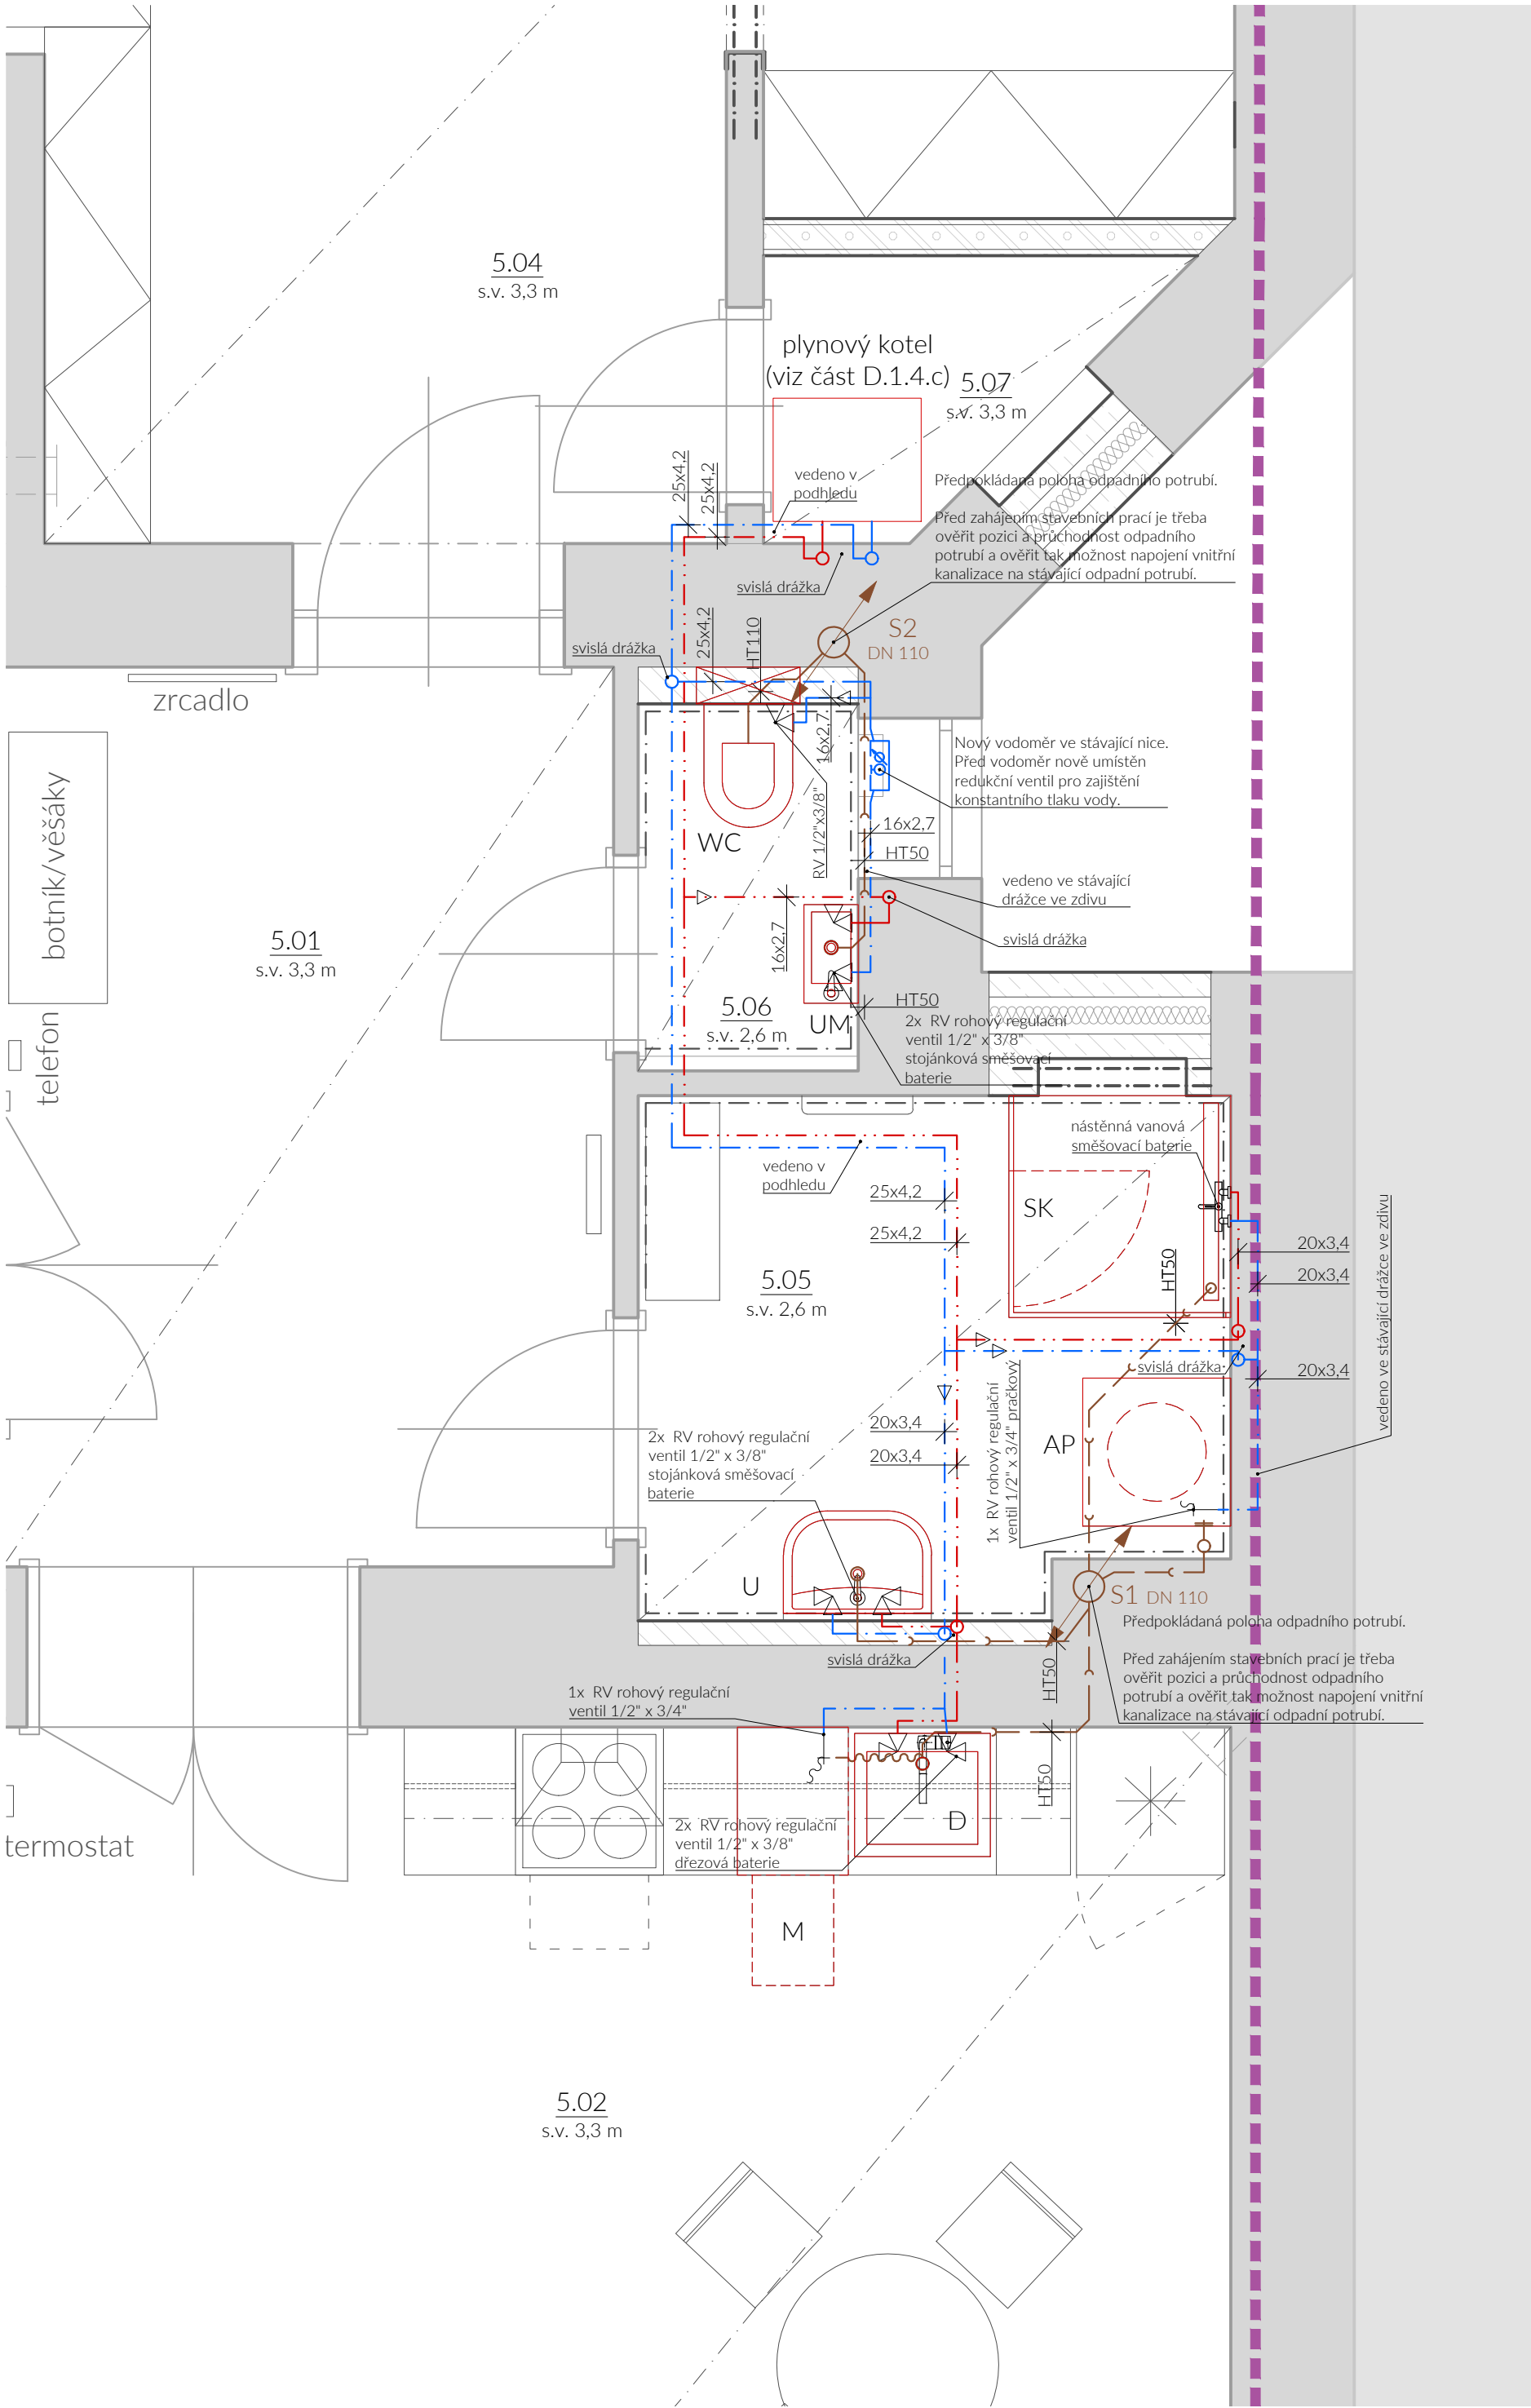 5.04
s.v. 3,3 m
plynový kotel
(viz část D.1.4.c)
5.07
s.v. 3,3 m
25x4,2
25x4,2
vedeno v
podhledu
Předpokládaná poloha odpadního potrubí.
Před zahájením stavebních prací je třeba
ověřit pozici a průchodnost odpadního
potrubí a ověřit tak možnost napojení vnitřní
kanalizace na stávající odpadní potrubí.
svislá drážka
25x4,2
HT110
S2
DN 110
svislá drážka
zrcadlo
16x2,7
Nový vodoměr ve stávající nice.
Před vodoměr nově umístěn
redukční ventil pro zajištění
konstantního tlaku vody.
botník/věšáky
WC
RV 1/2"x3/8"
16x2,7
HT50
vedeno ve stávající
drážce ve zdivu
svislá drážka
5.01
s.v. 3,3 m
16x2,7
5.06
s.v. 2,6 m
UM
HT50
2x RV rohový regulační
ventil 1/2" x 3/8"
stojánková směšovací
baterie
telefon
nástěnná vanová
směšovací baterie
vedeno v
podhledu
25x4,2
25x4,2
SK
HT50
20x3,4
20x3,4
vedeno ve stávající drážce ve zdivu
5.05
s.v. 2,6 m
svislá drážka
20x3,4
1x RV rohový regulační
ventil 1/2" x 3/4" pračkový
AP
20x3,4
20x3,4
2x RV rohový regulační
ventil 1/2" x 3/8"
stojánková směšovací
baterie
U
S1 DN 110
Předpokládaná poloha odpadního potrubí.
Před zahájením stavebních prací je třeba
ověřit pozici a průchodnost odpadního
potrubí a ověřit tak možnost napojení vnitřní
kanalizace na stávající odpadní potrubí.
svislá drážka
HT50
1x RV rohový regulační
ventil 1/2" x 3/4"
HT50
D
2x RV rohový regulační
ventil 1/2" x 3/8"
dřezová baterie
termostat
M
5.02
s.v. 3,3 m